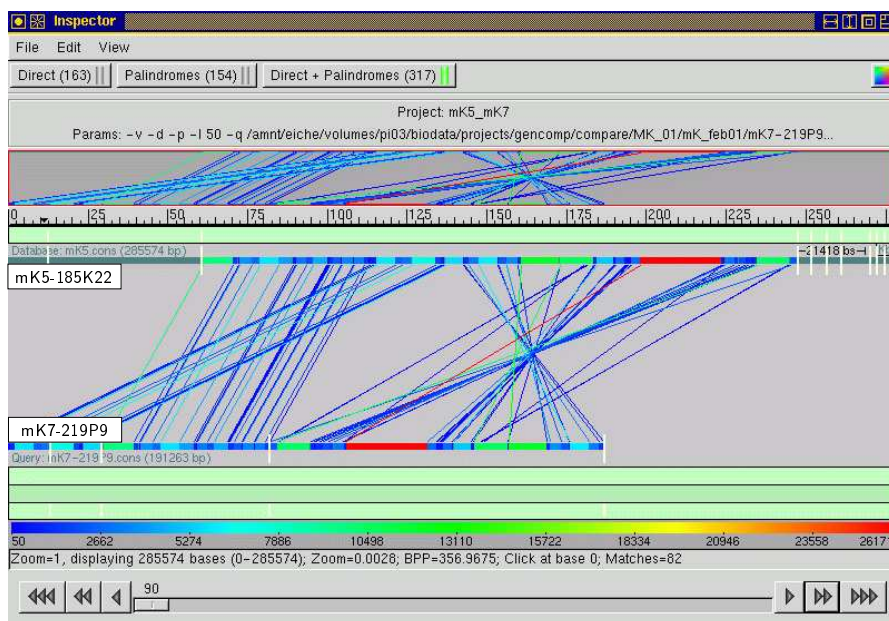 Inspector
File Edit View
Direct (163) Palindromes (154) Direct + Palindromes (317)
Project: mK5_mK7
Params: -v -d -p -l 50 -q /amnt/eiche/volumes/pi03/biodata/projects/gencomp/compare/MK_01/mK_feb01/mK7-219P9...
0 25 50 75 100 125 150 175 200 225 250
Database: mK5.cons (285574 bp) 21418 bs
mK5-185K22
mK7-219P9
Query: mK7-219P9.cons (191263 bp)
50 2662 5274 7886 10498 13110 15722 18334 20946 23558 26171
Zoom=1, displaying 285574 bases (0-285574); Zoom=0.0028; BPP=356.9675; Click at base 0; Matches=82
90